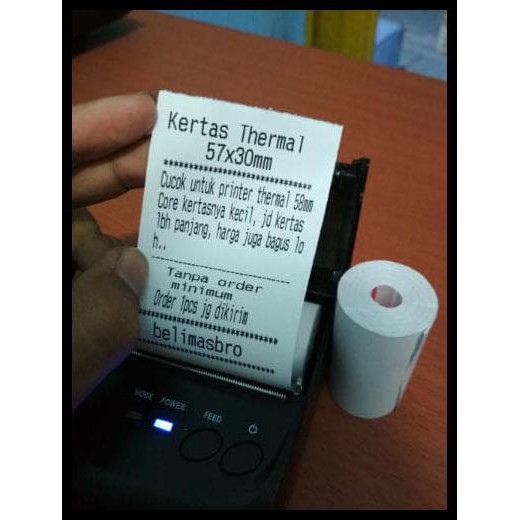 Kertas Thermal
57x30mm
********************************
Cucok untuk printer thermal 58mm
Core kertasnya kecil, jd kertas
lbh panjang, harga juga bagus lo
h..
--------------------------------
Tanpa order
minimum
Order 1pcs jg dikirim
********************************
belimasbro
********************************
MODE POWER FEED